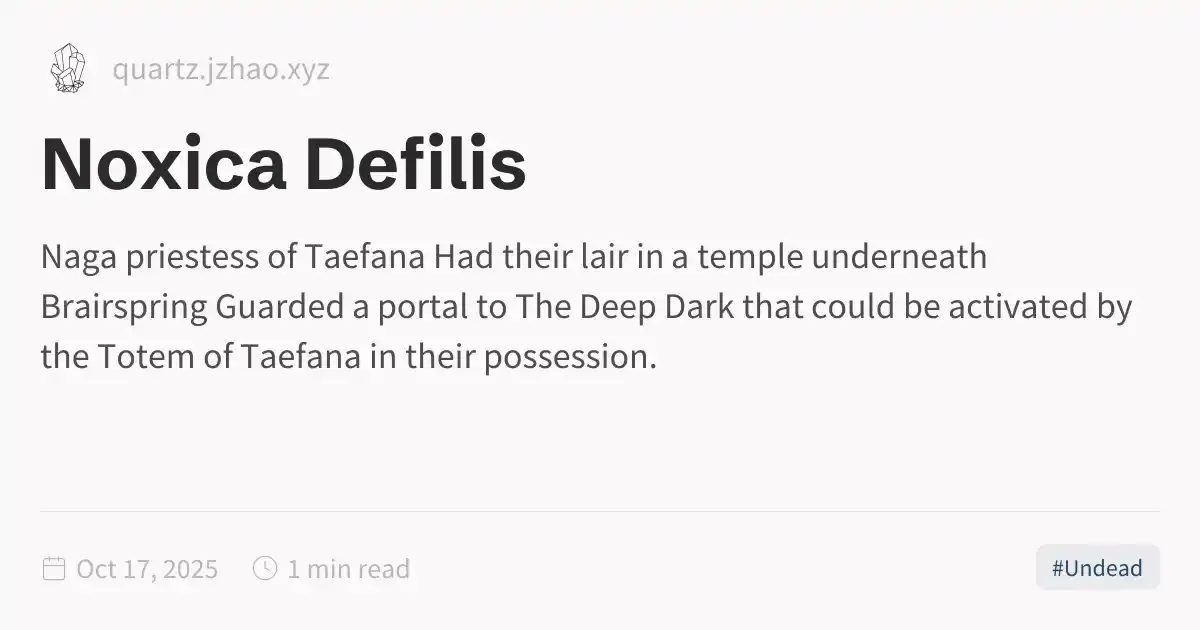 quartz.jzhao.xyz
Noxica Defilis
Naga priestess of Taefana Had their lair in a temple underneath
Brairspring Guarded a portal to The Deep Dark that could be activated by
the Totem of Taefana in their possession.
Oct 17, 2025 1 min read #Undead